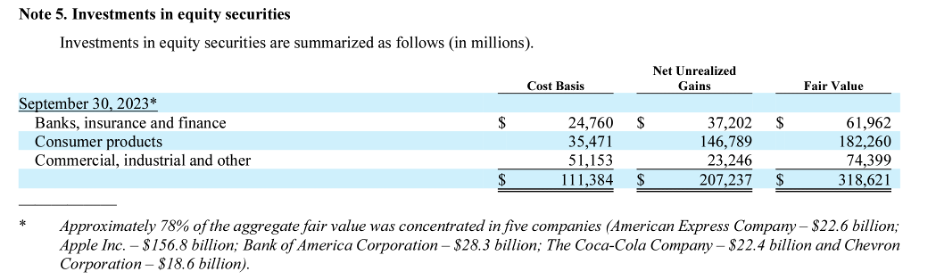 Note 5. Investments in equity securities
Investments in equity securities are summarized as follows (in millions).
Net Unrealized
Cost Basis Gains Fair Value
September 30, 2023*
Banks, insurance and finance $ 24,760 $ 37,202 $ 61,962
Consumer products 35,471 146,789 182,260
Commercial, industrial and other 51,153 23,246 74,399
$ 111,384 $ 207,237 $ 318,621
* Approximately 78% of the aggregate fair value was concentrated in five companies (American Express Company – $22.6 billion;
Apple Inc. – $156.8 billion; Bank of America Corporation – $28.3 billion; The Coca-Cola Company – $22.4 billion and Chevron
Corporation – $18.6 billion).